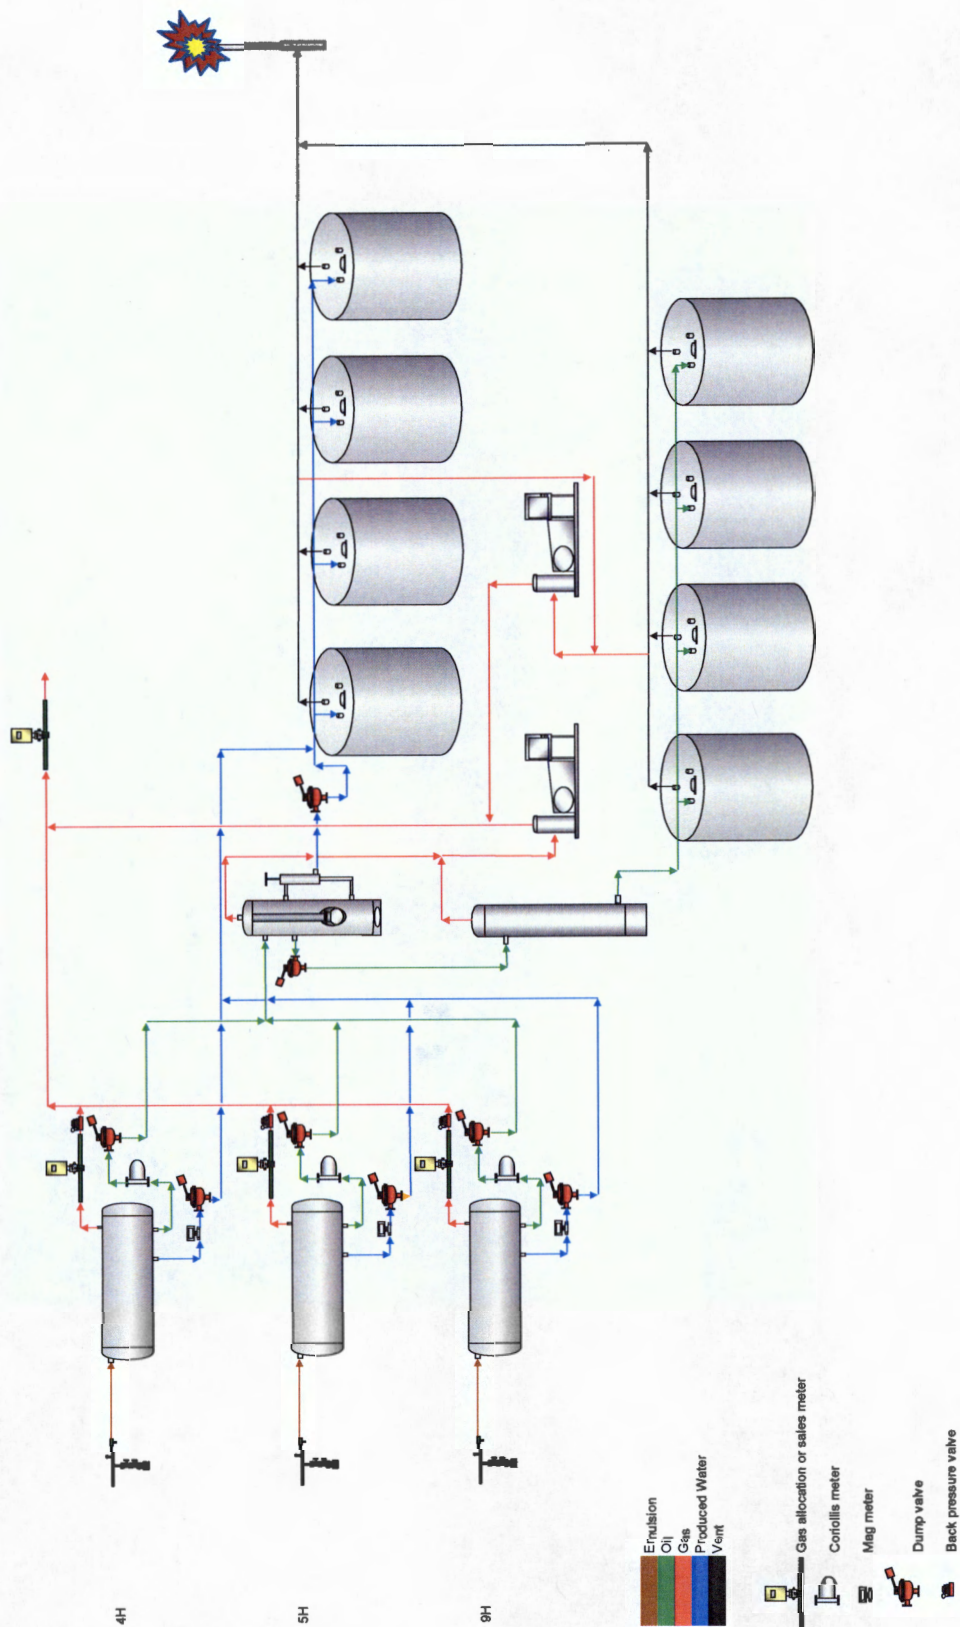 4H
5H
9H
Emulsion
Oil
Gas
Produced Water
Vent
Gas allocation or sales meter
Coriollis meter
Mag meter
Dump valve
Back pressure valve